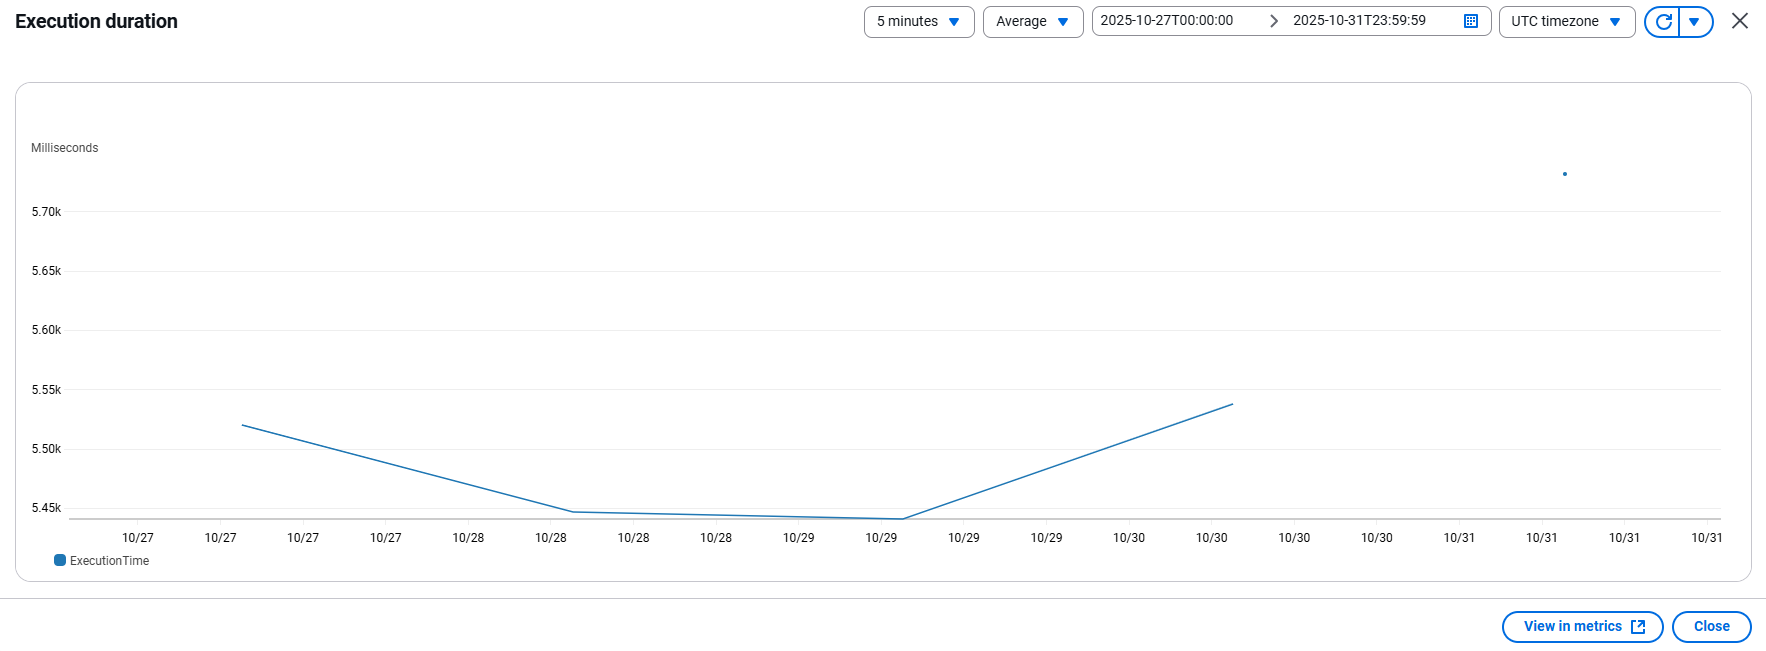 Execution duration
5 minutes
Average
2025-10-27T00:00:00
2025-10-31T23:59:59
UTC timezone
Milliseconds
5.70k
5.65k
5.60k
5.55k
5.50k
5.45k
10/27 10/27 10/27 10/27 10/28 10/28 10/28 10/28 10/29 10/29 10/29 10/29 10/30 10/30 10/30 10/30 10/31 10/31 10/31 10/31
ExecutionTime
View in metrics
Close